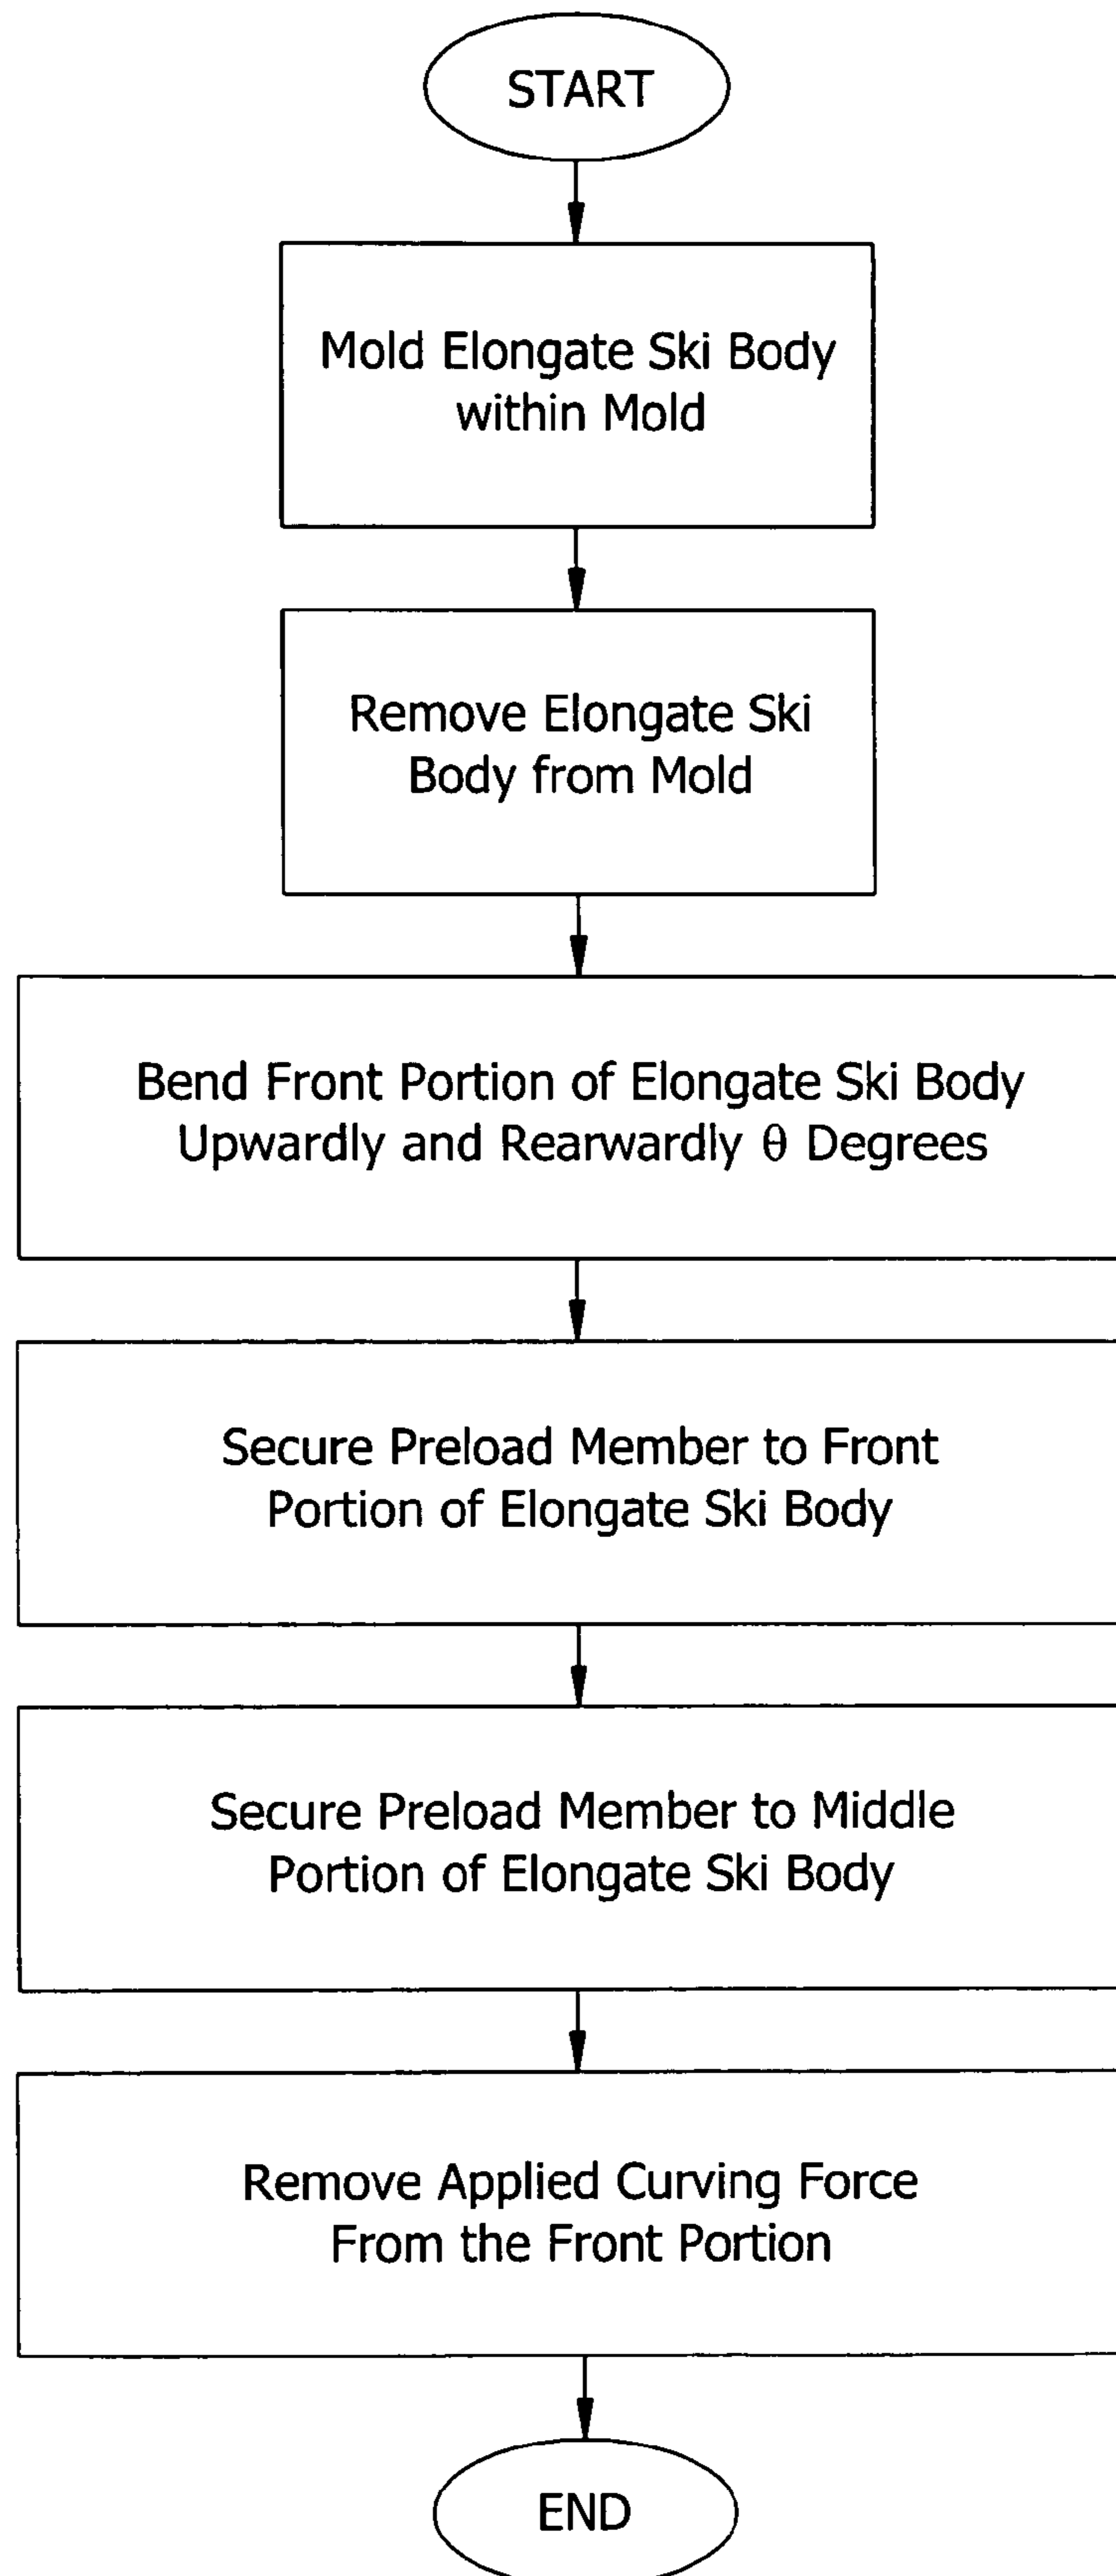 START
Mold Elongate Ski Body
within Mold
Remove Elongate Ski
Body from Mold
Bend Front Portion of Elongate Ski Body
Upwardly and Rearwardly θ Degrees
Secure Preload Member to Front
Portion of Elongate Ski Body
Secure Preload Member to Middle
Portion of Elongate Ski Body
Remove Applied Curving Force
From the Front Portion
END